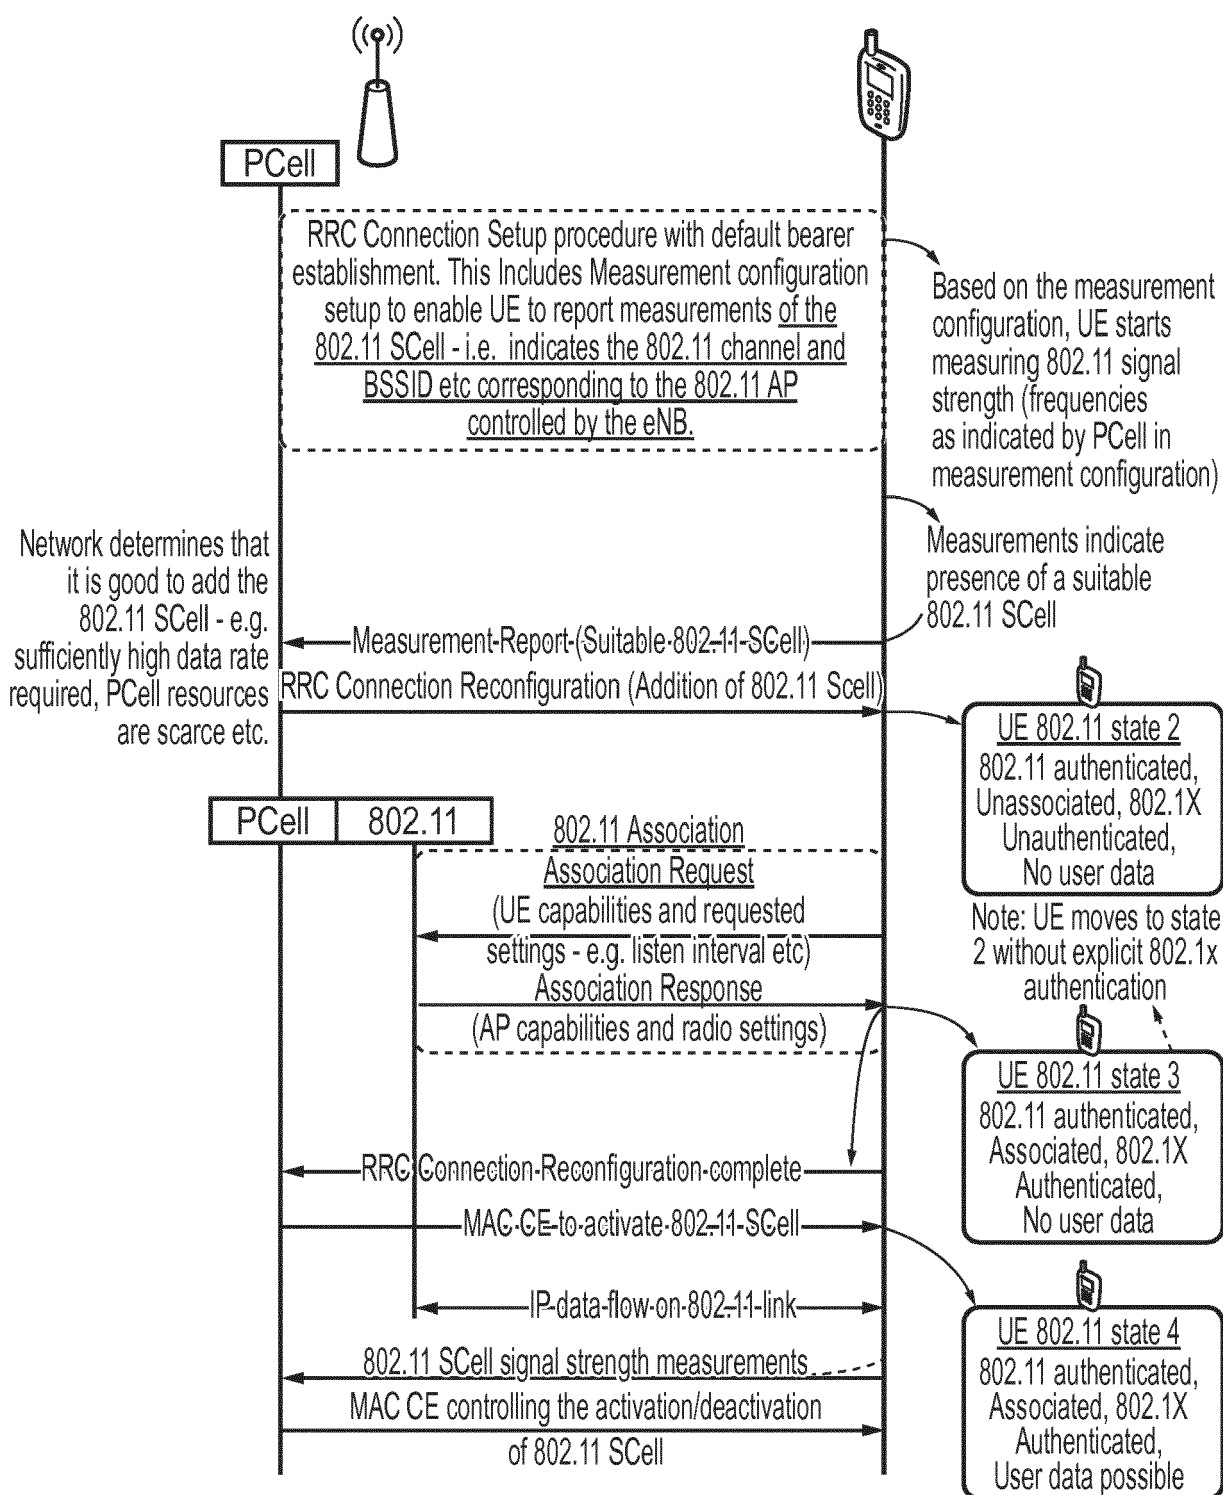 PCell
RRC Connection Setup procedure with default bearer
establishment. This Includes Measurement configuration
setup to enable UE to report measurements of the
802.11 SCell - i.e. indicates the 802.11 channel and
BSSID etc corresponding to the 802.11 AP
controlled by the eNB.
Based on the measurement
configuration, UE starts
measuring 802.11 signal
strength (frequencies
as indicated by PCell in
measurement configuration)
Network determines that
it is good to add the
802.11 SCell - e.g.
sufficiently high data rate
required, PCell resources
are scarce etc.
Measurements indicate
presence of a suitable
802.11 SCell
Measurement Report (Suitable 802.11 SCell)
RRC Connection Reconfiguration (Addition of 802.11 Scell)
UE 802.11 state 2
802.11 authenticated,
Unassociated, 802.1X
Unauthenticated,
No user data
PCell
802.11
802.11 Association
Association Request
(UE capabilities and requested
settings - e.g. listen interval etc)
Association Response
(AP capabilities and radio settings)
Note: UE moves to state
2 without explicit 802.1x
authentication
UE 802.11 state 3
802.11 authenticated,
Associated, 802.1X
Authenticated,
No user data
RRC Connection Reconfiguration complete
MAC CE to activate 802.11 SCell
IP data flow on 802.11 link
802.11 SCell signal strength measurements
MAC CE controlling the activation/deactivation
of 802.11 SCell
UE 802.11 state 4
802.11 authenticated,
Associated, 802.1X
Authenticated,
User data possible